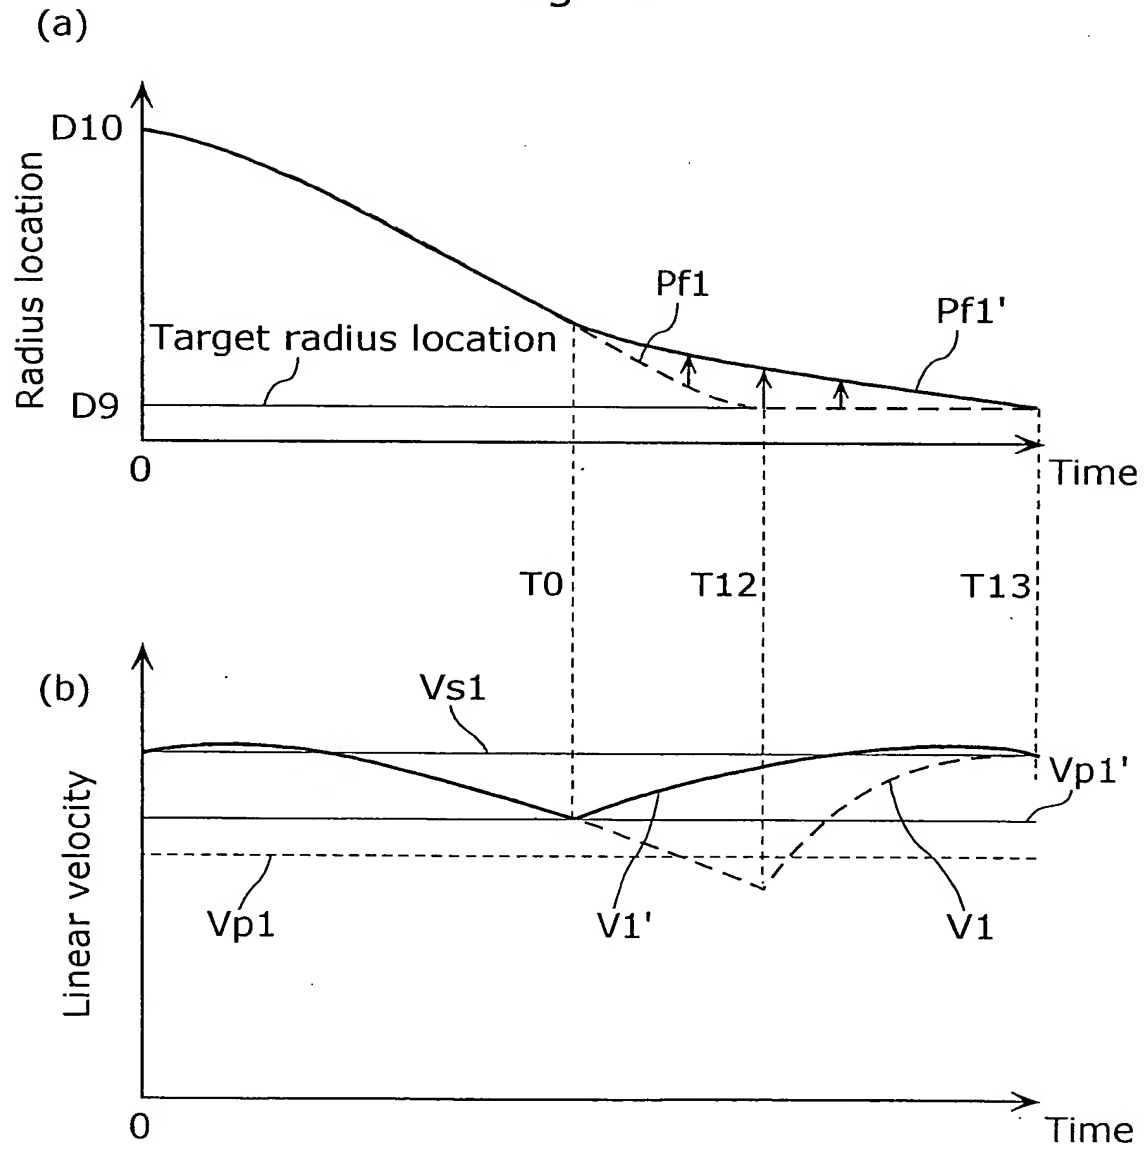 (a)
D10
Radius location
Pf1
Pf1'
Target radius location
D9
0
Time
T0
T12
T13
(b)
Vs1
Vp1'
Linear velocity
Vp1
V1'
V1
0
Time